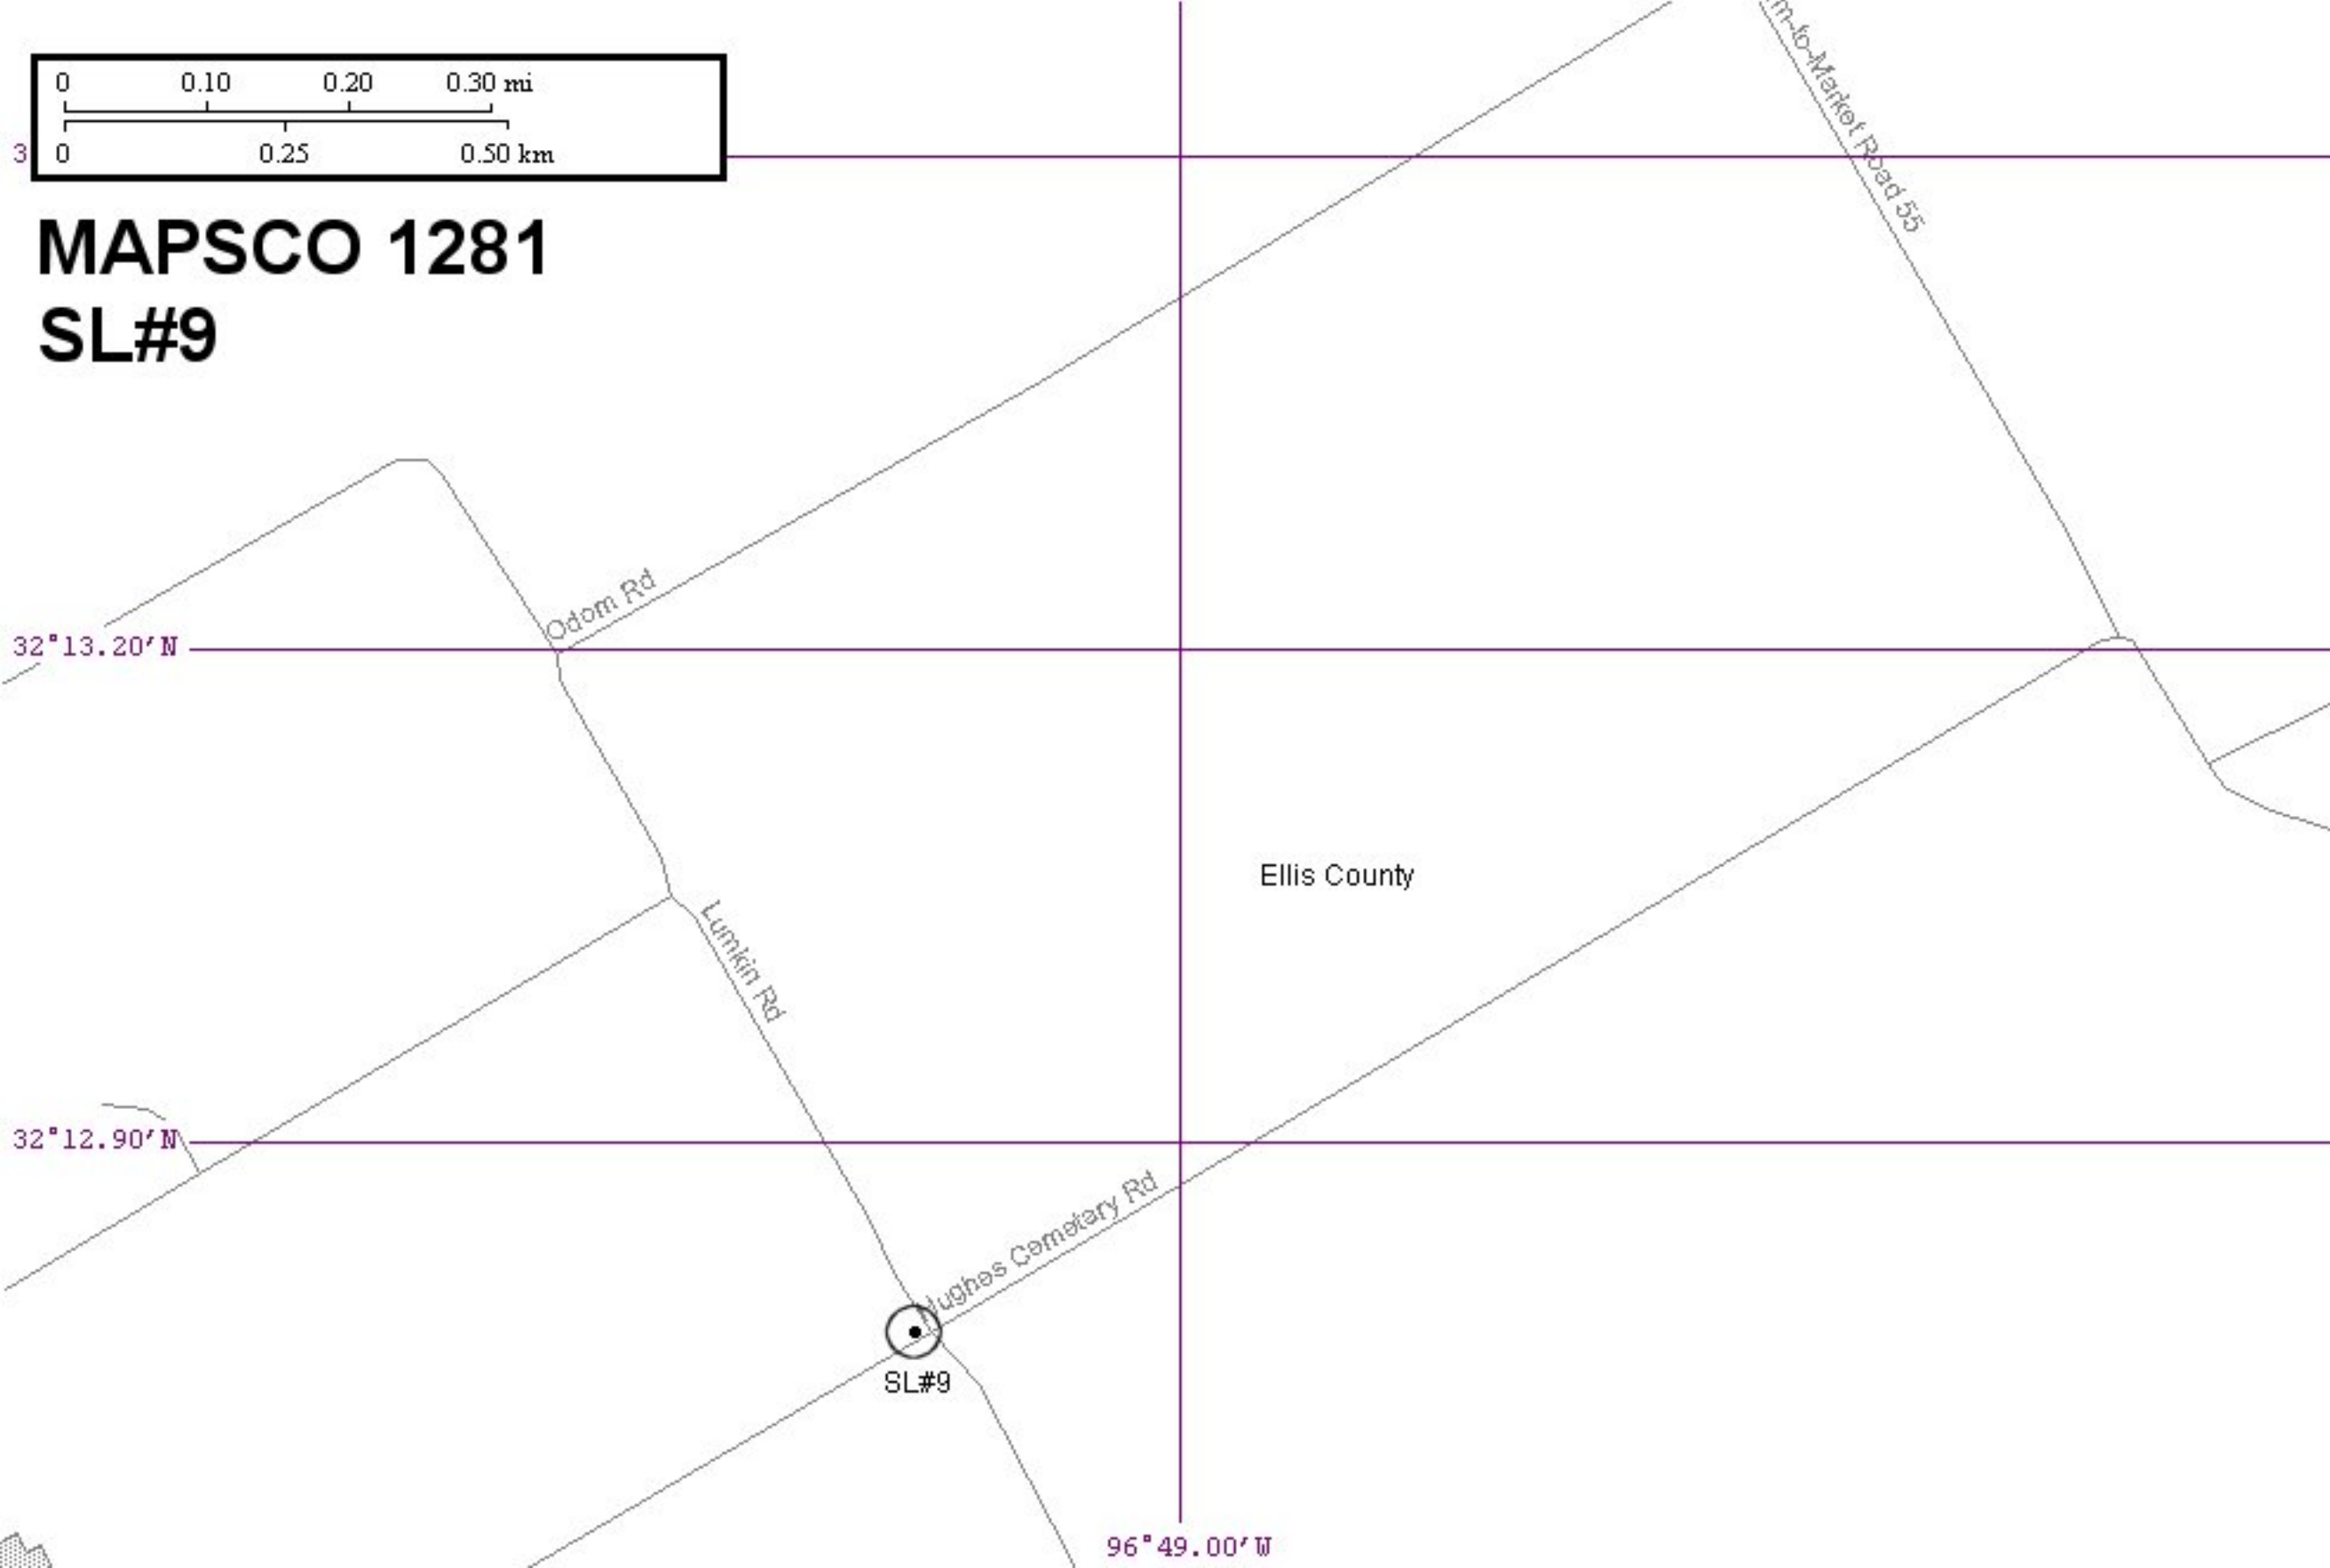 0 0.10 0.20 0.30 mi
0 0.25 0.50 km
3
MAPSCO 1281
SL#9
m-to-Market Road 55
Odom Rd
32°13.20'N
Ellis County
Lumkin Rd
32°12.90'N
Hughes Cemetery Rd
SL#9
96°49.00'W